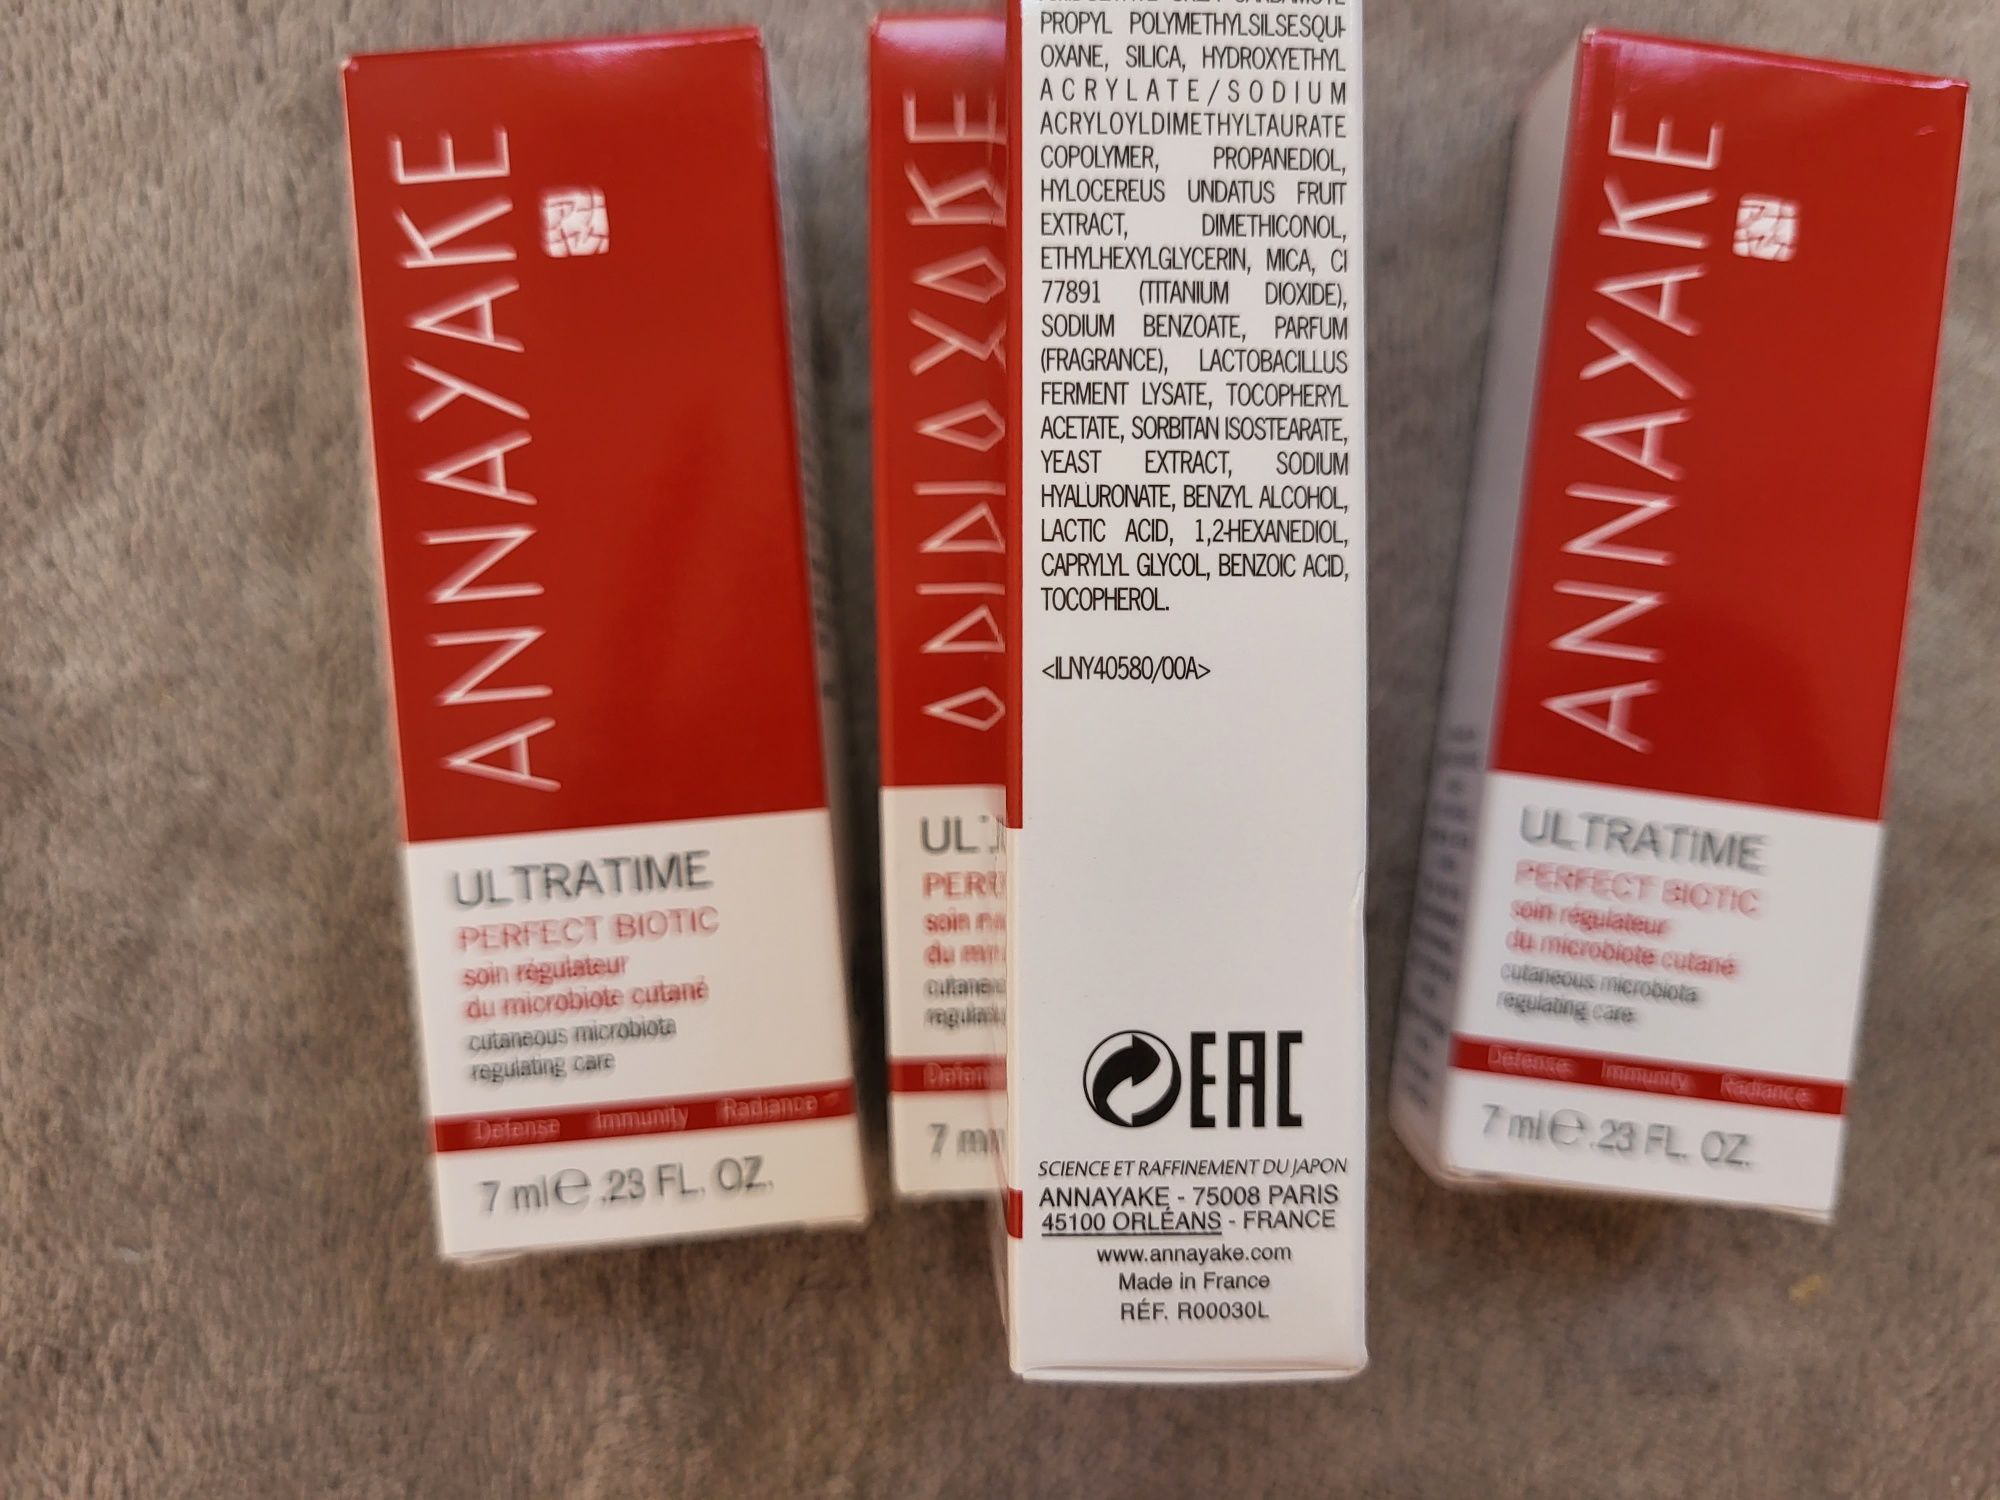 ANNAYAKE
ULTRATIME
PERFECT BIOTIC
soin régulateur
du microbiote cutané
cutaneous microbiota
regulating care
Defense Immunity Radiance
7 ml ℮ .23 FL. OZ.
PROPYL POLYMETHYLSILSESQUI-
OXANE, SILICA, HYDROXYETHYL
ACRYLATE/SODIUM
ACRYLOYLDIMETHYLTAURATE
COPOLYMER, PROPANEDIOL,
HYLOCEREUS UNDATUS FRUIT
EXTRACT, DIMETHICONOL,
ETHYLHEXYLGLYCERIN, MICA, CI
77891 (TITANIUM DIOXIDE),
SODIUM BENZOATE, PARFUM
(FRAGRANCE), LACTOBACILLUS
FERMENT LYSATE, TOCOPHERYL
ACETATE, SORBITAN ISOSTEARATE,
YEAST EXTRACT, SODIUM
HYALURONATE, BENZYL ALCOHOL,
LACTIC ACID, 1,2-HEXANEDIOL,
CAPRYLYL GLYCOL, BENZOIC ACID,
TOCOPHEROL.
<ILNY40580/00A>
EAC
SCIENCE ET RAFFINEMENT DU JAPON
ANNAYAKE - 75008 PARIS
45100 ORLÉANS - FRANCE
www.annayake.com
Made in France
RÉF. R00030L
ANNAYAKE
ULTRATIME
PERFECT BIOTIC
soin régulateur
du microbiote cutané
cutaneous microbiota
regulating care
Defense Immunity Radiance
7 ml ℮ .23 FL. OZ.